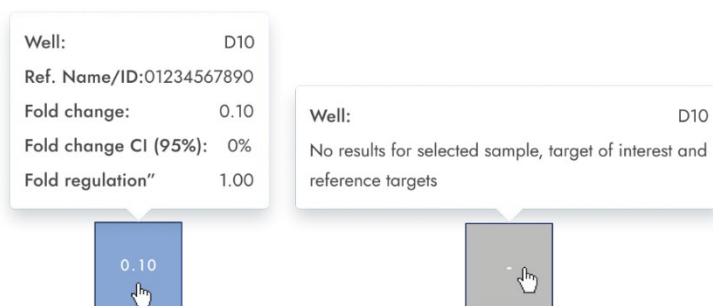 Well: D10
Ref. Name/ID:01234567890
Fold change: 0.10
Fold change CI (95%): 0%
Fold regulation” 1.00
0.10
Well: D10
No results for selected sample, target of interest and
reference targets
-